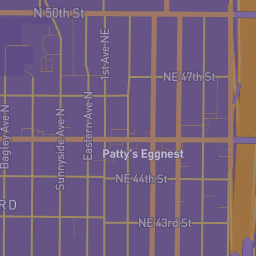 N 50th St
1st Ave NE
NE 47th St
Bagley Ave N
Sunnyside Ave N
Eastern Ave N
Patty's Eggnest
NE 44th St
RD
NE 43rd St